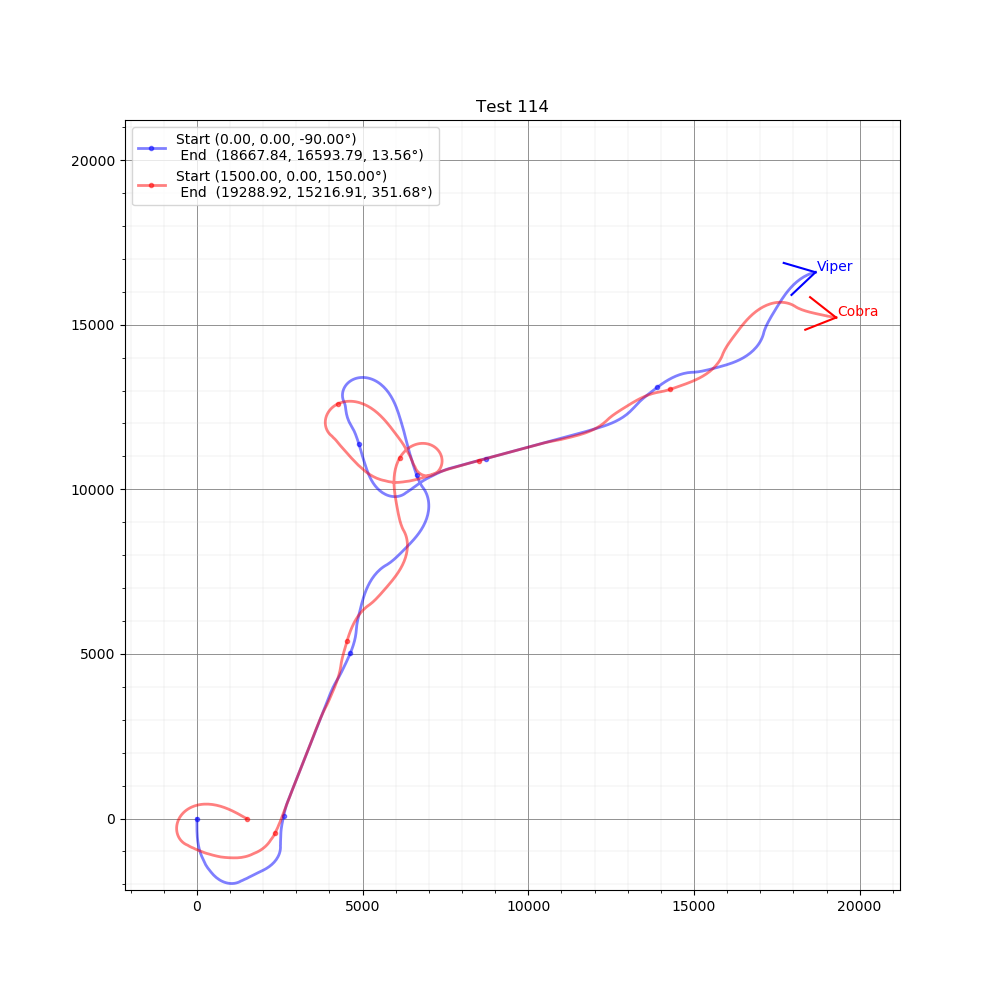 Test 114
Start (0.00, 0.00, -90.00°)
End (18667.84, 16593.79, 13.56°)
Start (1500.00, 0.00, 150.00°)
End (19288.92, 15216.91, 351.68°)
20000
15000
10000
5000
0
Viper
Cobra
0 5000 10000 15000 20000